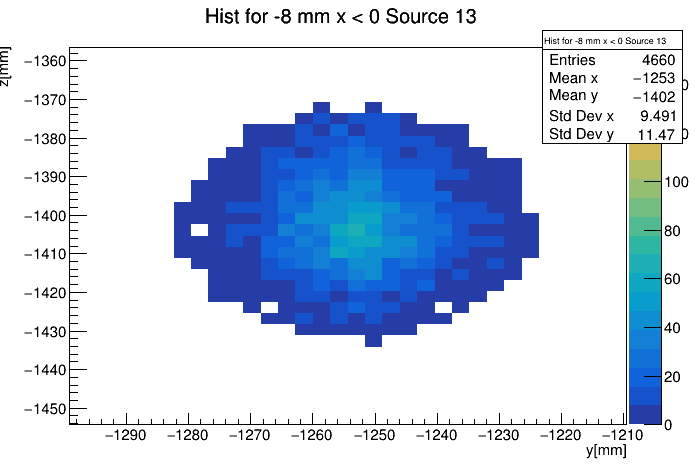 Hist for -8 mm x < 0 Source 13
z[mm]
Hist for -8 mm x < 0 Source 13
Entries 4660
Mean x −1253
Mean y −1402
Std Dev x 9.491
Std Dev y 11.47
−1360
−1370
−1380
−1390
−1400
−1410
−1420
−1430
−1440
−1450
100
80
60
40
20
0
−1290 −1280 −1270 −1260 −1250 −1240 −1230 −1220 −1210
y[mm]